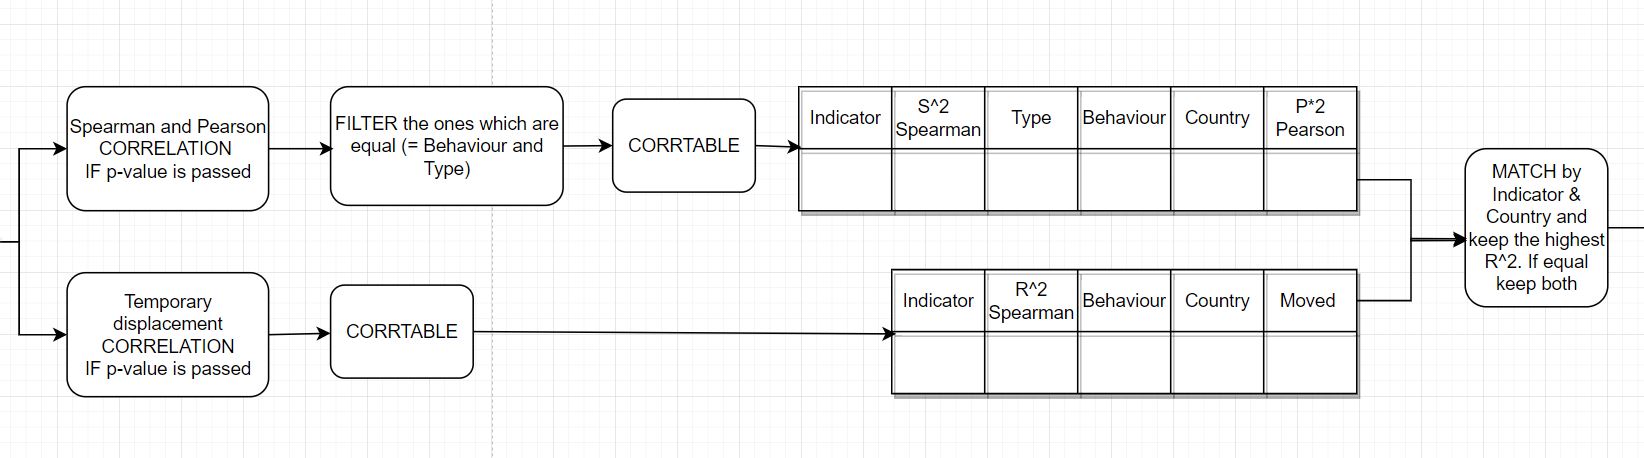 Spearman and Pearson
CORRELATION
IF p-value is passed
FILTER the ones which are
equal (= Behaviour and
Type)
CORRTABLE
Indicator
S^2
Spearman
Type
Behaviour
Country
P*2
Pearson
Temporary
displacement
CORRELATION
IF p-value is passed
CORRTABLE
Indicator
R^2
Spearman
Behaviour
Country
Moved
MATCH by
Indicator &
Country and
keep the highest
R^2. If equal
keep both